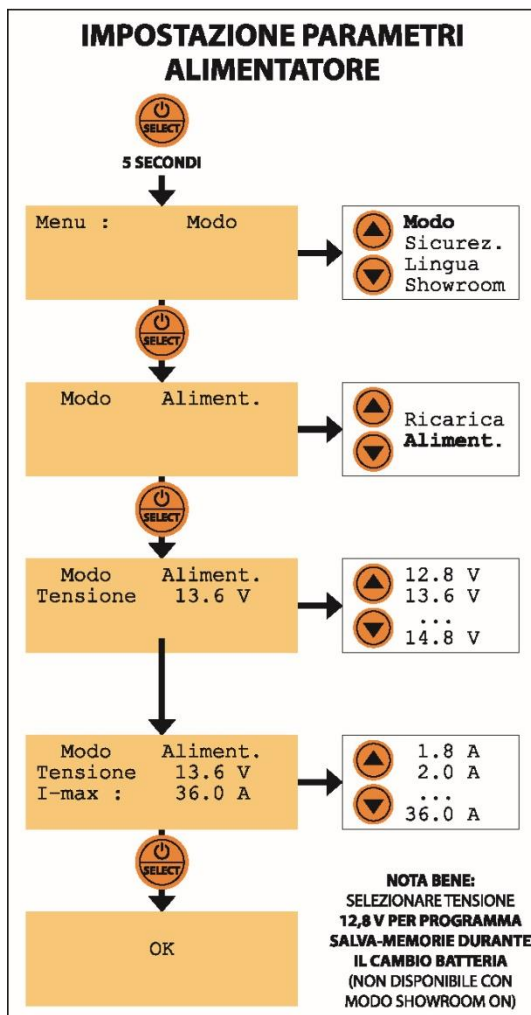 IMPOSTAZIONE PARAMETRI
ALIMENTATORE
SELECT
5 SECONDI
Menu : Modo
Modo
Sicurez.
Lingua
Showroom
SELECT
Modo Aliment.
Ricarica
Aliment.
SELECT
Modo Aliment.
Tensione 13.6 V
12.8 V
13.6 V
...
14.8 V
Modo Aliment.
Tensione 13.6 V
I-max : 36.0 A
1.8 A
2.0 A
...
36.0 A
SELECT
OK
NOTA BENE:
SELEZIONARE TENSIONE
12,8 V PER PROGRAMMA
SALVA-MEMORIE DURANTE
IL CAMBIO BATTERIA
(NON DISPONIBILE CON
MODO SHOWROOM ON)